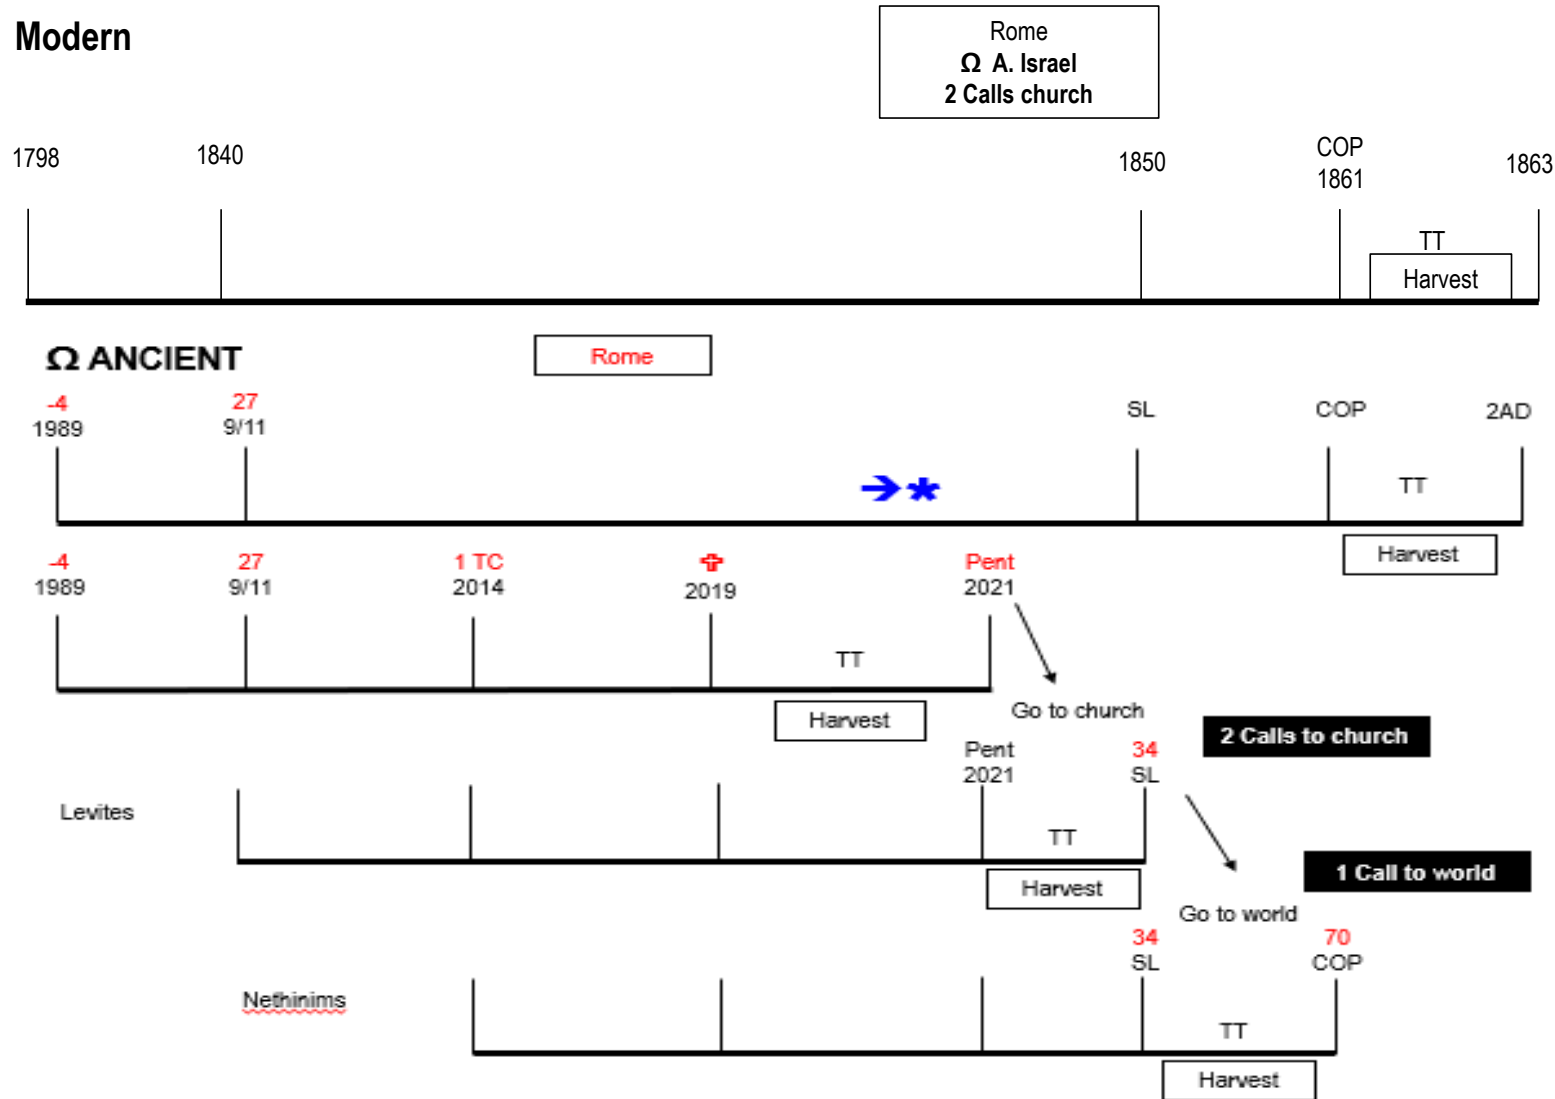 Modern
Rome
Ω A. Israel
2 Calls church
1798
1840
1850
COP
1861
1863
TT
Harvest
Ω ANCIENT
Rome
-4
1989
27
9/11
SL
COP
2AD
TT
Harvest
-4
1989
27
9/11
1 TC
2014
2019
Pent
2021
TT
Harvest
Go to church
2 Calls to church
Levites
Pent
2021
34
SL
TT
Harvest
1 Call to world
Go to world
Nethinims
34
SL
70
COP
TT
Harvest